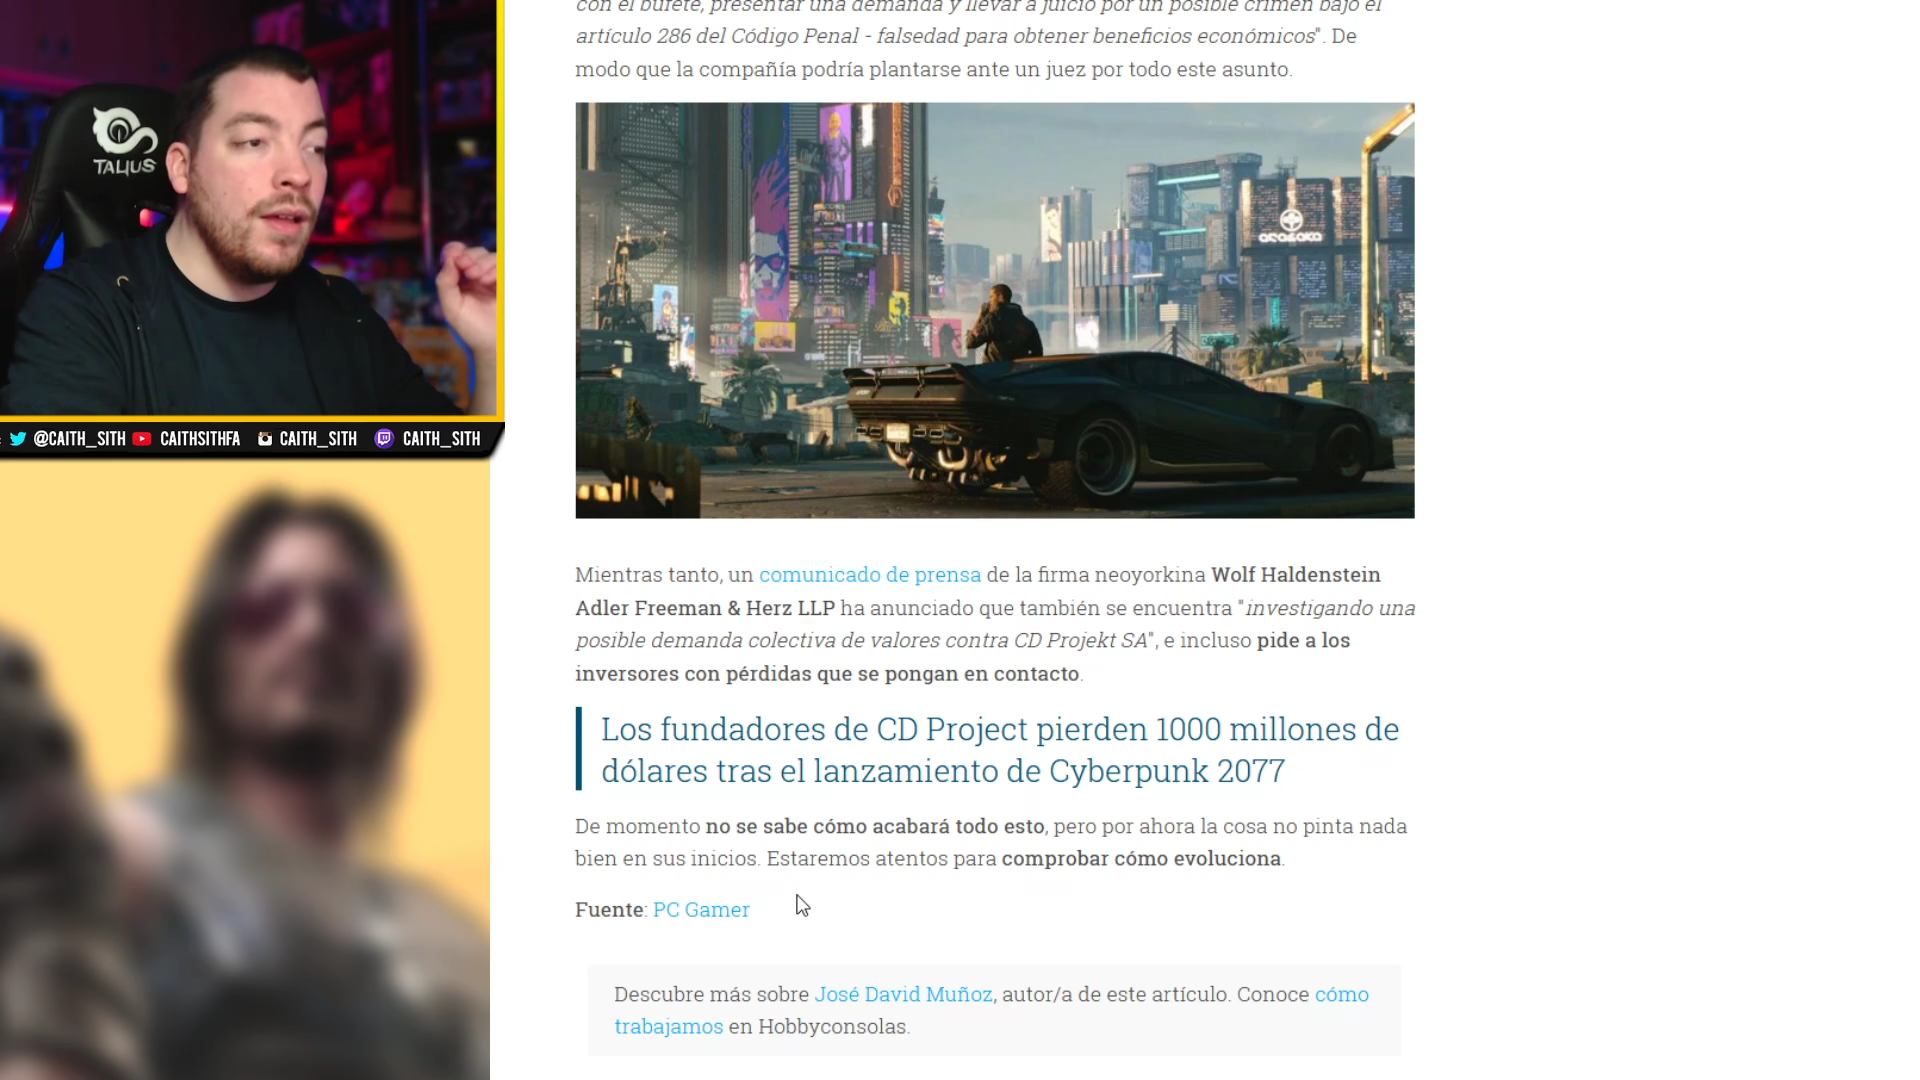 con el bufete, presentar una demanda y llevar a juicio por un posible crimen bajo el
artículo 286 del Código Penal - falsedad para obtener beneficios económicos". De
modo que la compañía podría plantarse ante un juez por todo este asunto.
TALIUS
arasaka
@CAITH_SITH CAITHSITHFA CAITH_SITH CAITH_SITH
Mientras tanto, un comunicado de prensa de la firma neoyorkina Wolf Haldenstein
Adler Freeman & Herz LLP ha anunciado que también se encuentra "investigando una
posible demanda colectiva de valores contra CD Projekt SA", e incluso pide a los
inversores con pérdidas que se pongan en contacto.
Los fundadores de CD Project pierden 1000 millones de
dólares tras el lanzamiento de Cyberpunk 2077
De momento no se sabe cómo acabará todo esto, pero por ahora la cosa no pinta nada
bien en sus inicios. Estaremos atentos para comprobar cómo evoluciona.
Fuente: PC Gamer
Descubre más sobre José David Muñoz, autor/a de este artículo. Conoce cómo
trabajamos en Hobbyconsolas.